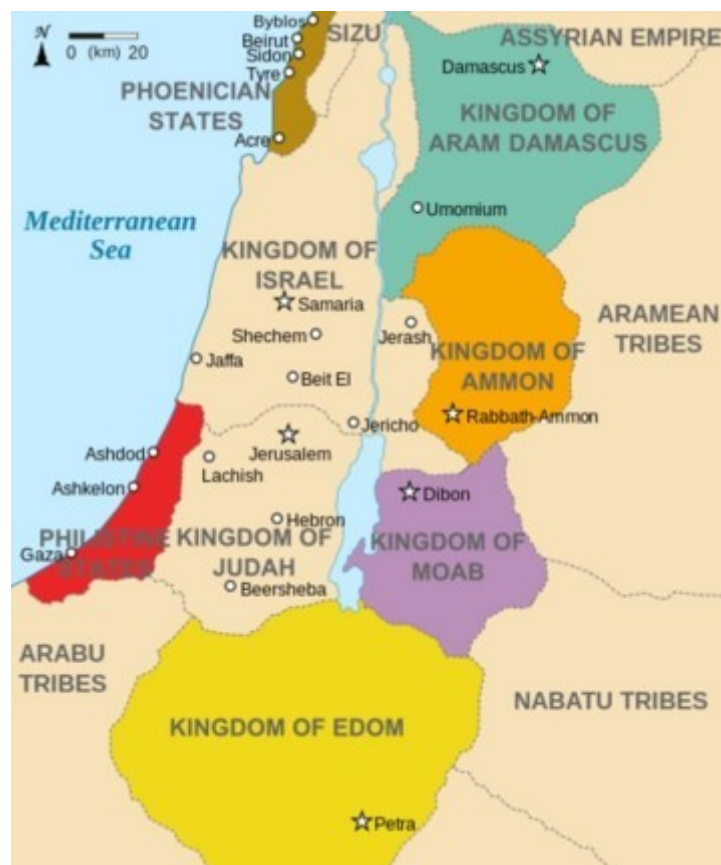 Byblos
Beirut
Sidon
Tyre
SIZU
ASSYRIAN EMPIRE
N
0 (km) 20
Damascus
PHOENICIAN
STATES
KINGDOM OF
ARAM DAMASCUS
Acre
Umomium
Mediterranean
Sea
KINGDOM OF
ISRAEL
Samaria
Shechem
Jerash
Jaffa
Beit El
KINGDOM OF
AMMON
ARAMEAN
TRIBES
Rabbath-Ammon
Jericho
Jerusalem
Ashdod
Lachish
Ashkelon
Dibon
Hebron
Gaza
PHILISTINE
STATES
KINGDOM OF
JUDAH
KINGDOM OF
MOAB
Beersheba
ARABU
TRIBES
NABATU TRIBES
KINGDOM OF EDOM
Petra